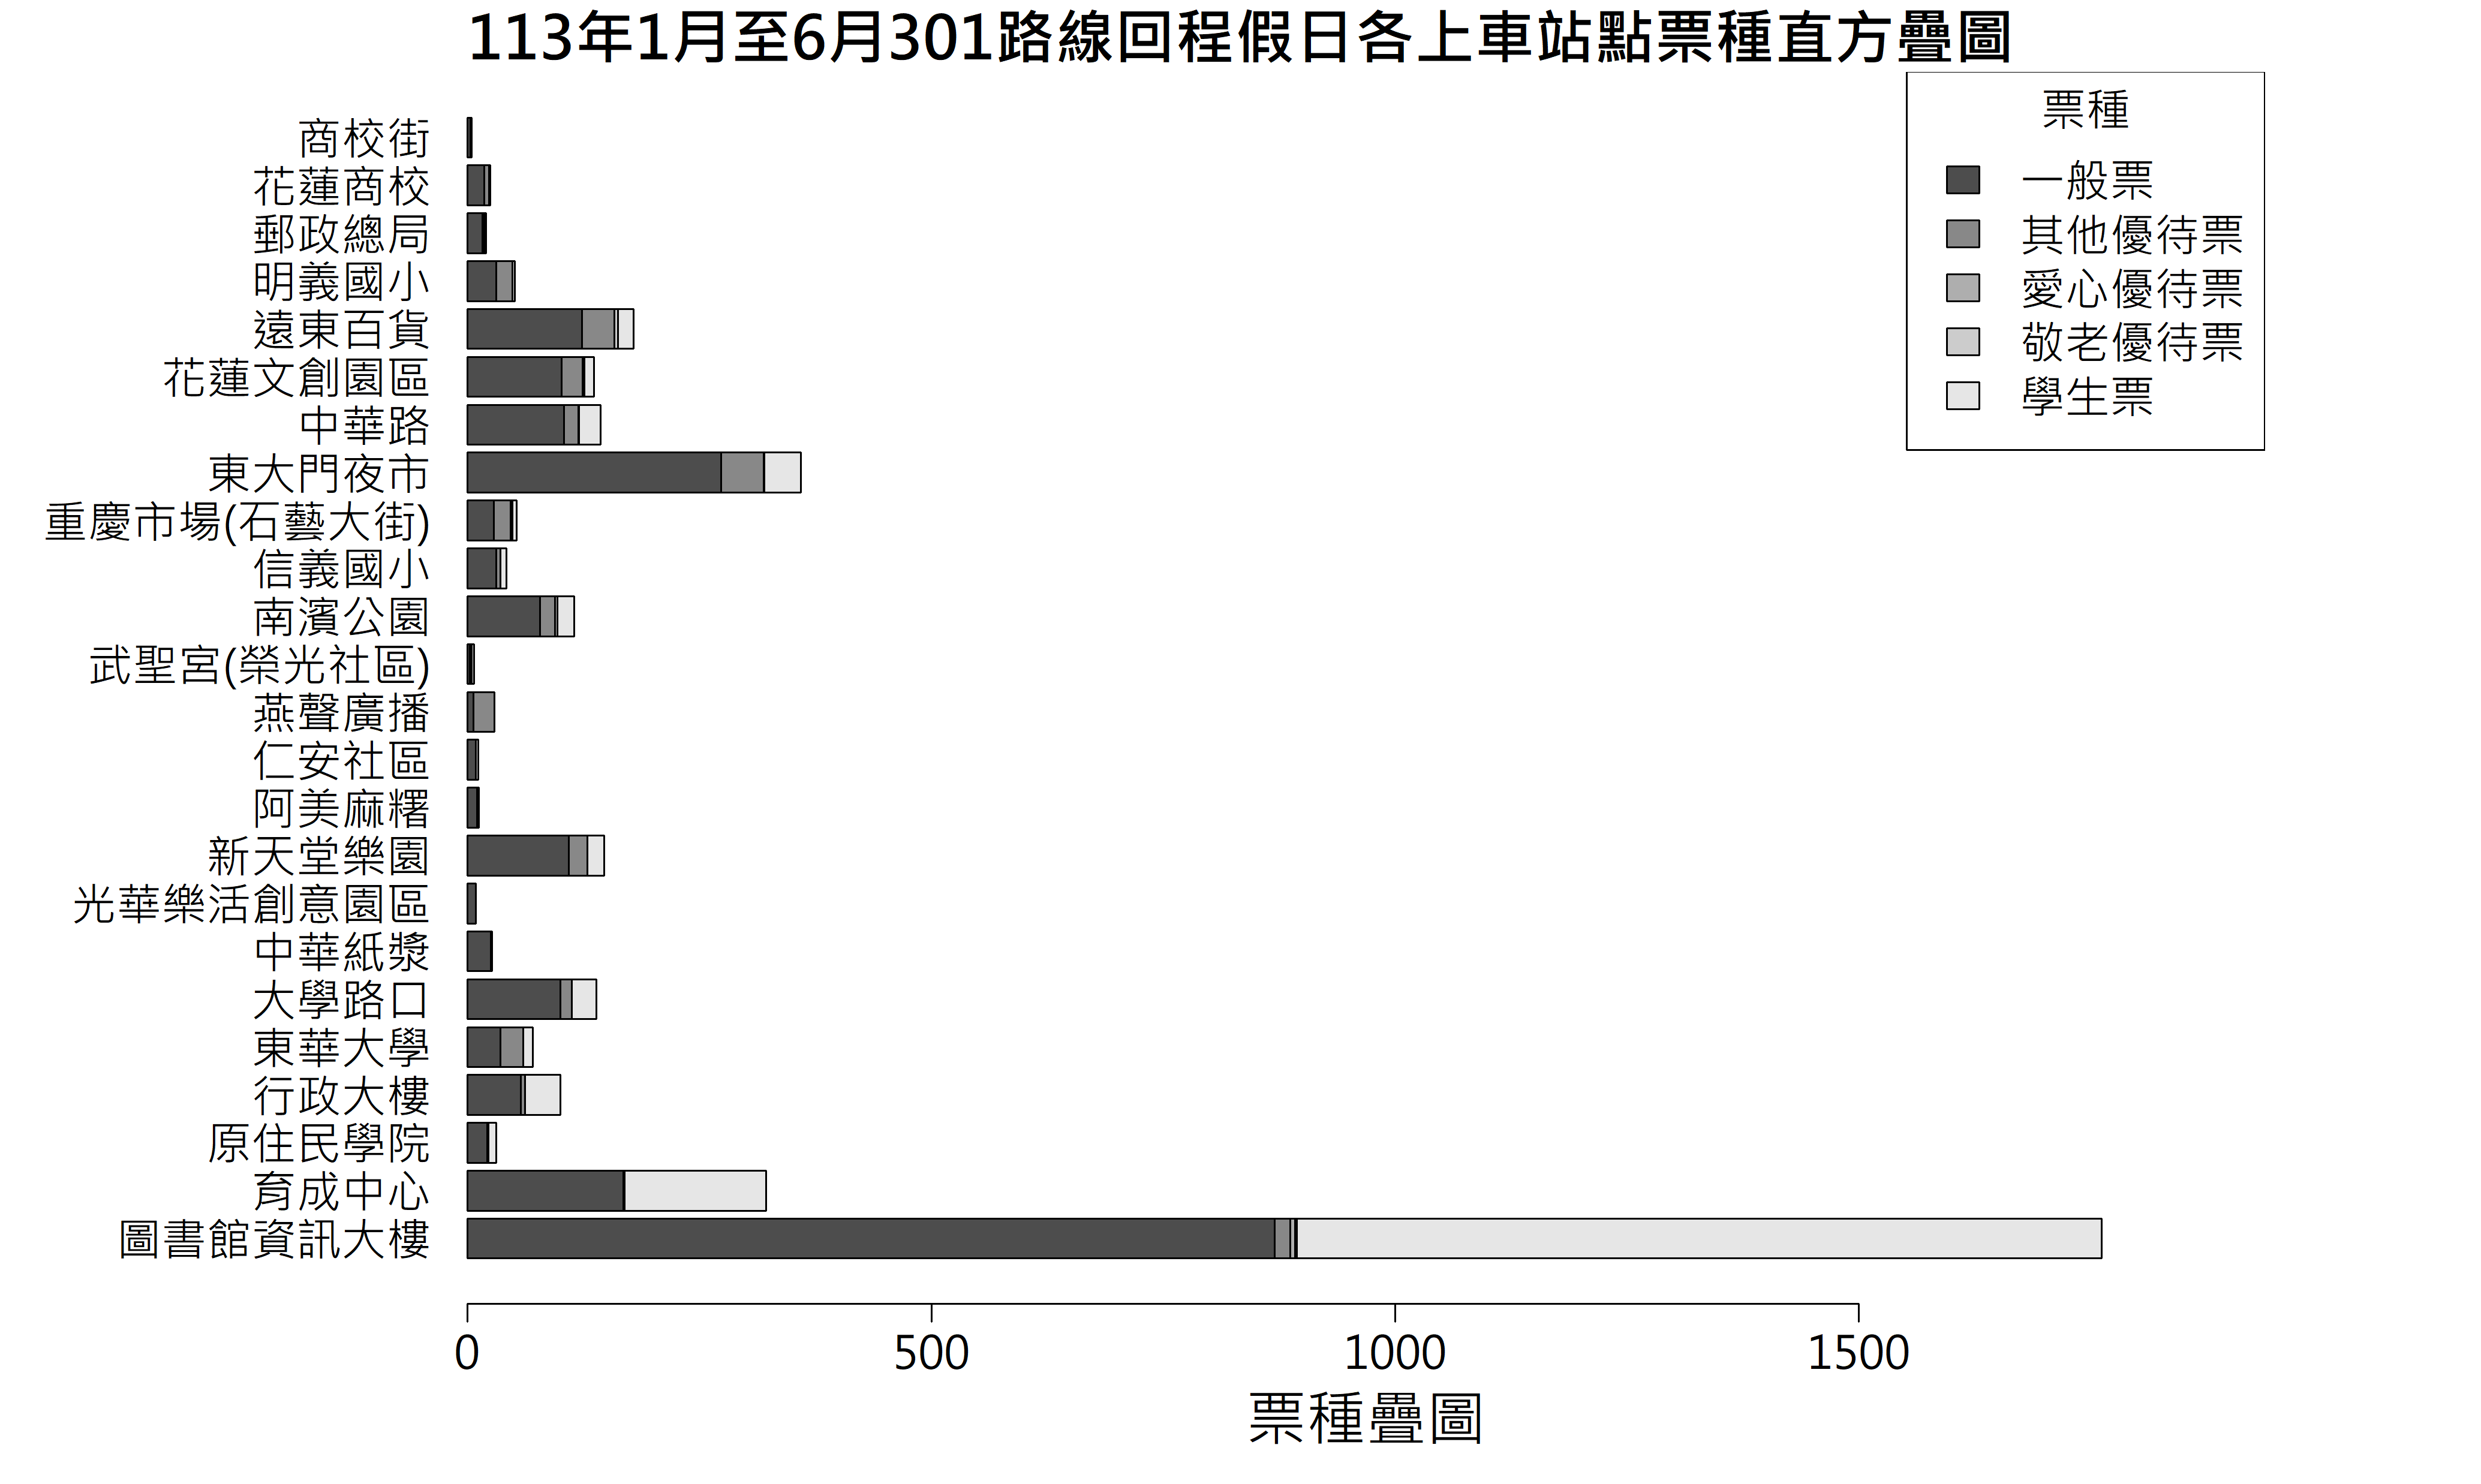 113年1月至6月301路線回程假日各上車站點票種直方疊圖
票種
一般票
其他優待票
愛心優待票
敬老優待票
學生票
商校街
花蓮商校
郵政總局
明義國小
遠東百貨
花蓮文創園區
中華路
東大門夜市
重慶市場(石藝大街)
信義國小
南濱公園
武聖宮(榮光社區)
燕聲廣播
仁安社區
阿美麻糬
新天堂樂園
光華樂活創意園區
中華紙漿
大學路口
東華大學
行政大樓
原住民學院
育成中心
圖書館資訊大樓
0 500 1000 1500
票種疊圖